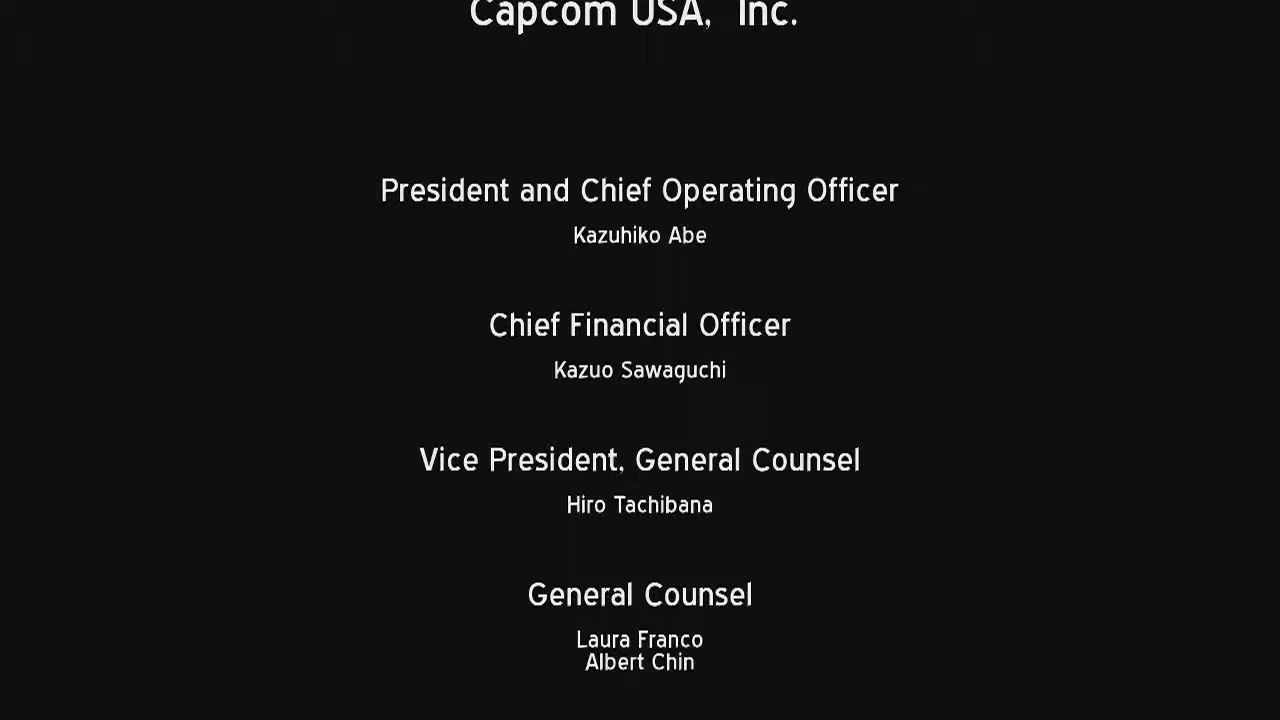 Capcom USA, Inc.
President and Chief Operating Officer
Kazuhiko Abe
Chief Financial Officer
Kazuo Sawaguchi
Vice President, General Counsel
Hiro Tachibana
General Counsel
Laura Franco
Albert Chin